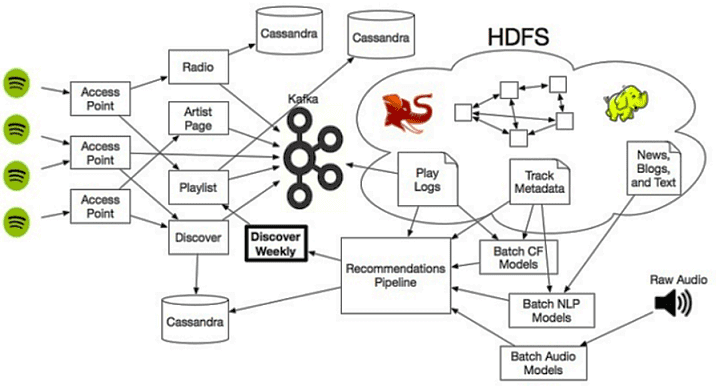 Cassandra
Cassandra
HDFS
Access
Point
Radio
Kafka
Artist
Page
Access
Point
Play
Logs
Track
Metadata
News,
Blogs,
and Text
Access
Point
Playlist
Discover
Discover
Weekly
Recommendations
Pipeline
Batch CF
Models
Raw Audio
Batch NLP
Models
Cassandra
Batch Audio
Models